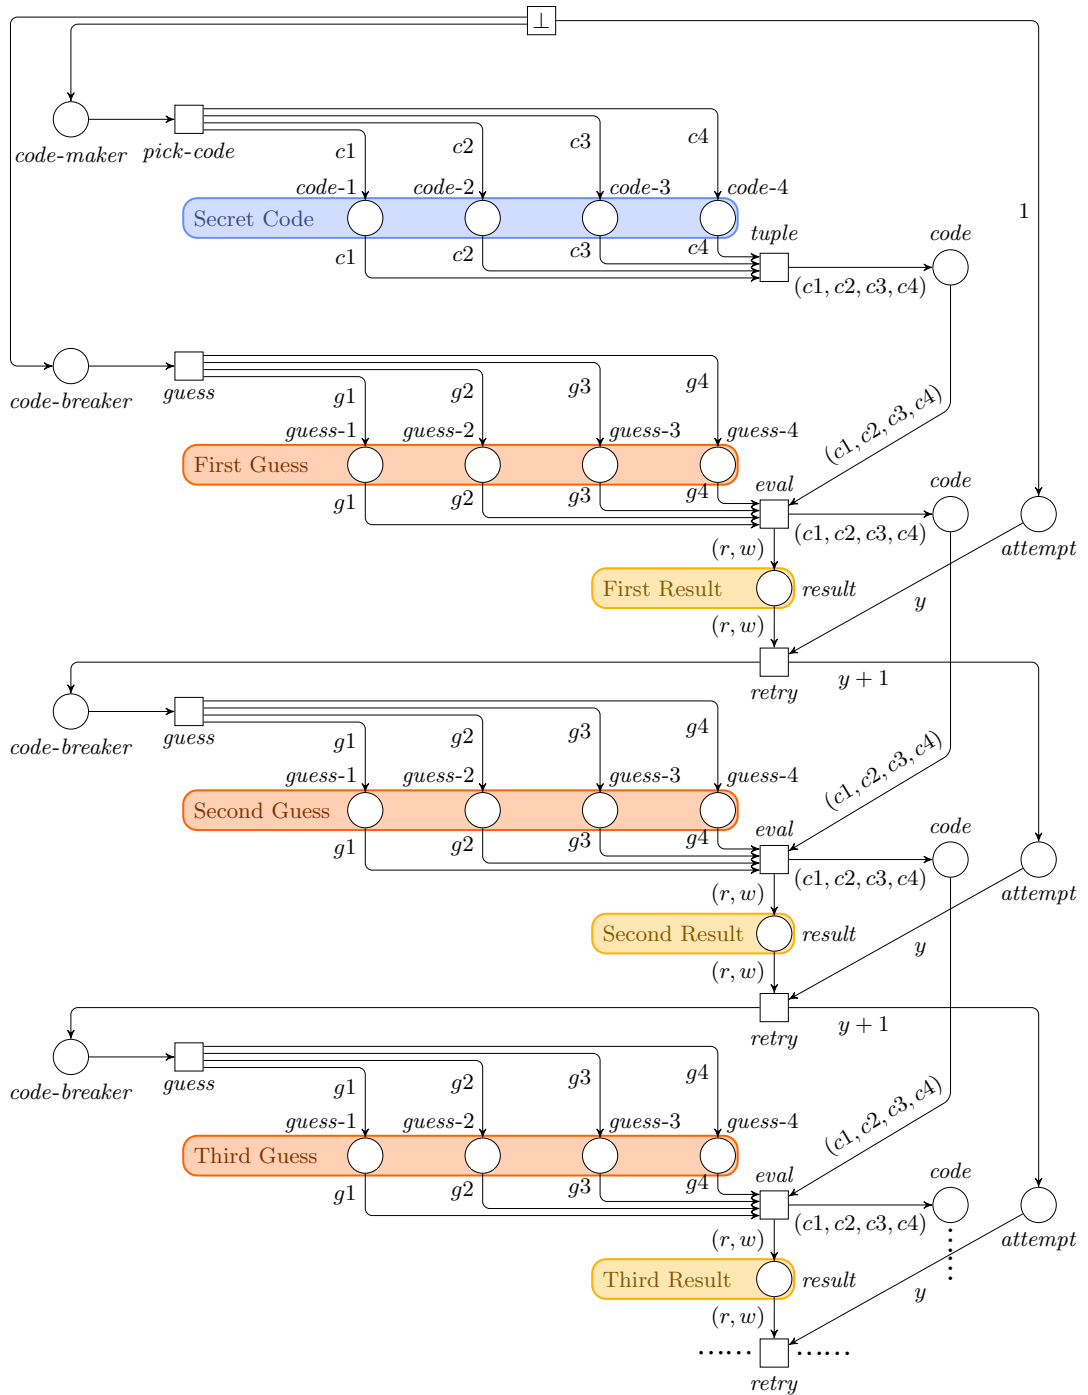 ⊥
code-maker
pick-code
c1
c2
c3
c4
code-1
code-2
code-3
code-4
1
Secret Code
tuple
code
c1
c2
c3
c4
(c1, c2, c3, c4)
code-breaker
guess
g1
g2
g3
g4
(c1, c2, c3, c4)
guess-1
guess-2
guess-3
guess-4
First Guess
eval
code
g1
g2
g3
g4
(c1, c2, c3, c4)
attempt
(r, w)
First Result
result
y
(r, w)
retry
y + 1
code-breaker
guess
g1
g2
g3
g4
(c1, c2, c3, c4)
guess-1
guess-2
guess-3
guess-4
Second Guess
eval
code
g1
g2
g3
g4
(c1, c2, c3, c4)
attempt
(r, w)
Second Result
result
y
(r, w)
retry
y + 1
code-breaker
guess
g1
g2
g3
g4
(c1, c2, c3, c4)
guess-1
guess-2
guess-3
guess-4
Third Guess
eval
code
g1
g2
g3
g4
(c1, c2, c3, c4)
attempt
(r, w)
Third Result
result
y
(r, w)
retry